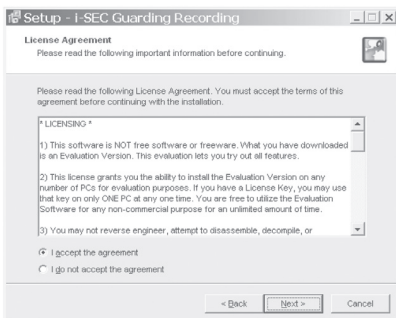 Setup - i-SEC Guarding Recording
License Agreement
Please read the following important information before continuing.
Please read the following License Agreement. You must accept the terms of this
agreement before continuing with the installation.
* LICENSING *
1) This software is NOT free software or freeware. What you have downloaded
is an Evaluation Version. This evaluation lets you try out all features.
2) This license grants you the ability to install the Evaluation Version on any
number of PCs for evaluation purposes. If you have a License Key, you may use
that key on only ONE PC at any one time. You are free to utilize the Evaluation
Software for any non-commercial purpose for an unlimited amount of time.
3) You may not reverse engineer, attempt to disassemble, decompile, or
I accept the agreement
I do not accept the agreement
< Back
Next >
Cancel